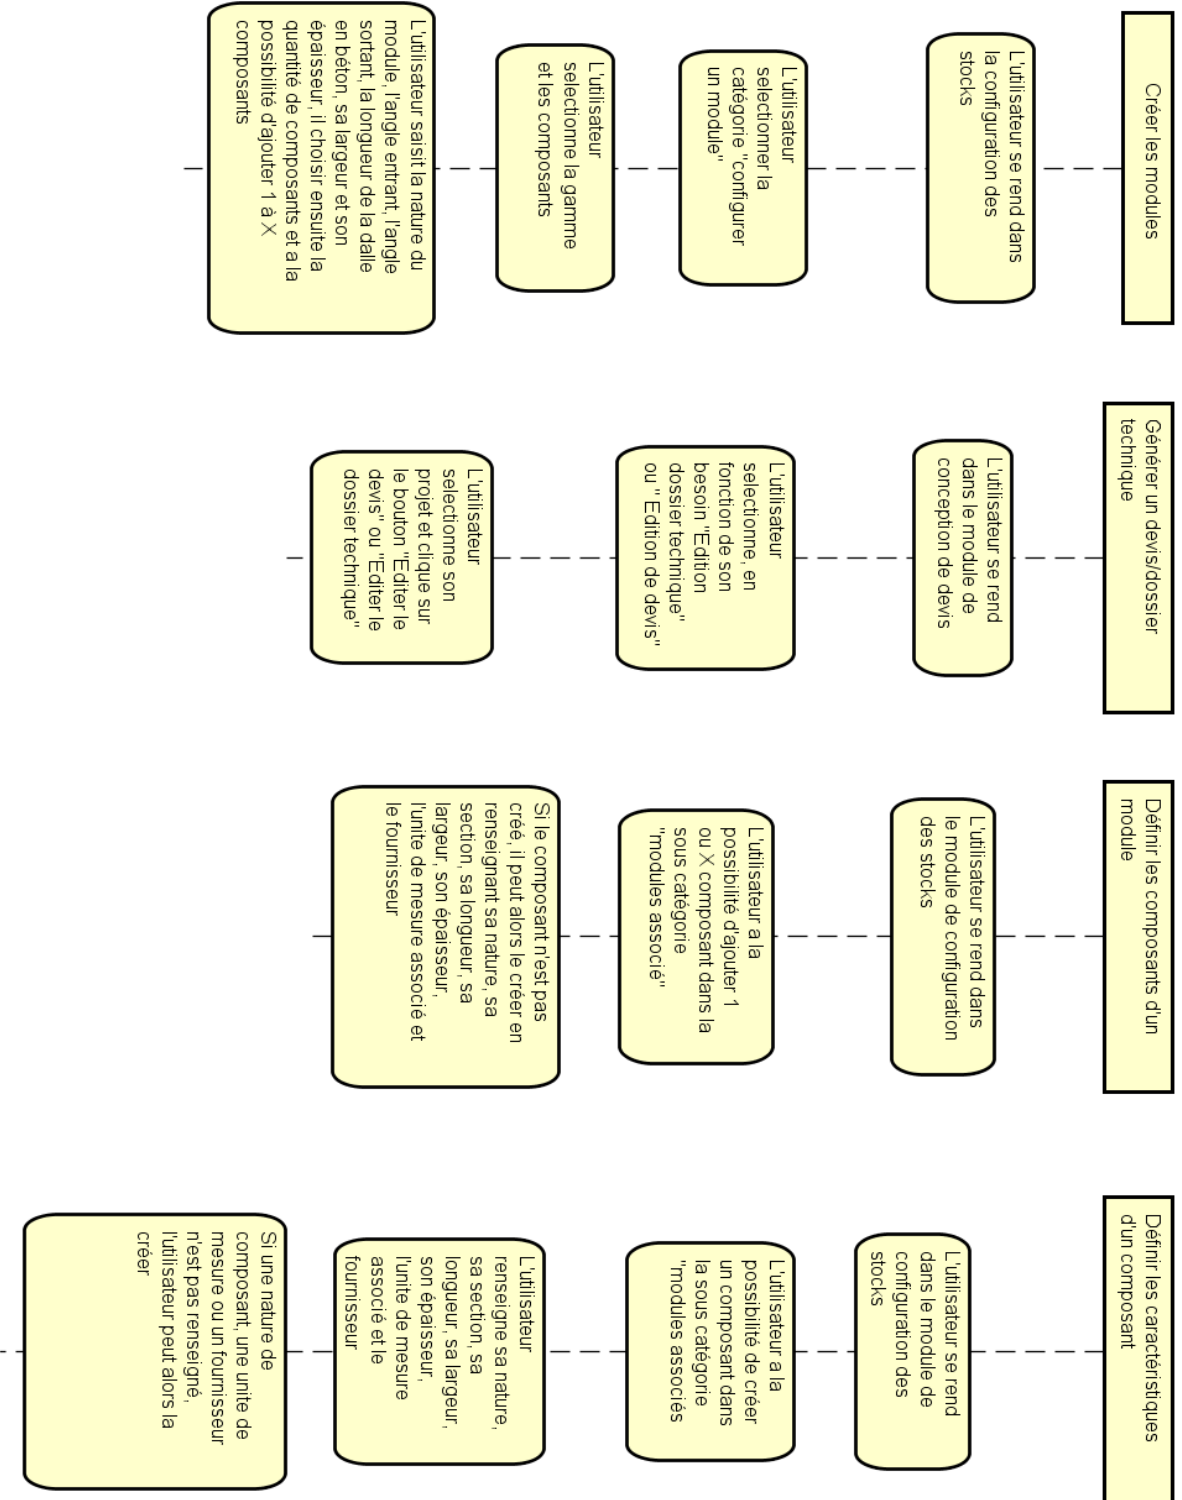 Créer les modules
L'utilisateur se rend dans
la configuration des
stocks
L'utilisateur
selectionner la
catégorie "configurer
un module"
L'utilisateur
selectionne la gamme
et les composants
L'utilisateur saisit la nature du
module, l'angle entrant, l'angle
sortant, la longueur de la dalle
en béton, sa largeur et son
épaisseur, il choisir ensuite la
quantité de composants et a la
possibilité d'ajouter 1 à X
composants
Générer un devis/dossier
technique
L'utilisateur se rend
dans le module de
conception de devis
L'utilisateur
selectionne, en
fonction de son
besoin "Edition
dossier technique"
ou " Edition de devis"
L'utilisateur
selectionne son
projet et clique sur
le bouton "Editer le
devis" ou "Editer le
dossier technique"
Définir les composants d'un
module
L'utilisateur se rend dans
le module de configuration
des stocks
L'utilisateur a la
possibilité d'ajouter 1
ou X composant dans la
sous catégorie
"modules associé"
Si le composant n'est pas
créé, il peut alors le créer en
renseignant sa nature, sa
section, sa longueur, sa
largeur, son épaisseur,
l'unite de mesure associé et
le fournisseur
Définir les caractéristiques
d'un composant
L'utilisateur se rend
dans le module de
configuration des
stocks
L'utilisateur a la
possibilité de créer
un composant dans
la sous catégorie
"modules associés
L'utilisateur
renseigne sa nature,
sa section, sa
longueur, sa largeur,
son épaisseur,
l'unite de mesure
associé et le
fournisseur
Si une nature de
composant, une unite de
mesure ou un fournisseur
n'est pas renseigné,
l'utilisateur peut alors la
créer